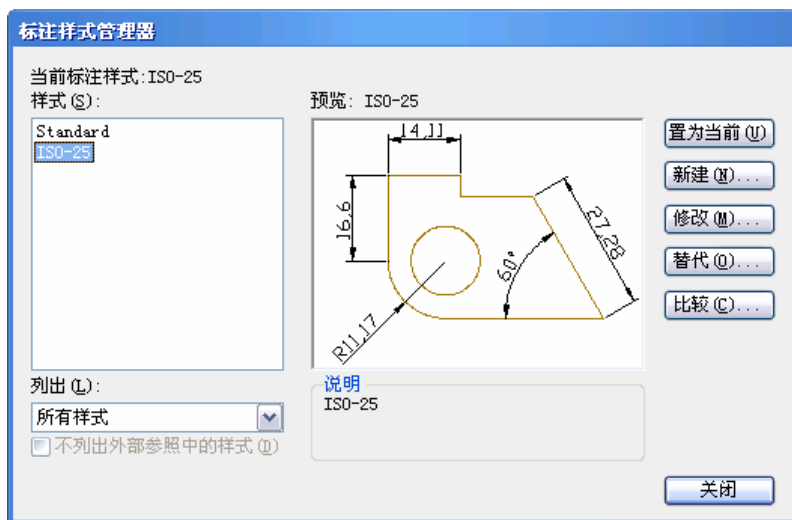 标注样式管理器
当前标注样式:ISO-25
样式(S):
Standard
ISO-25
预览: ISO-25
14,11
16,6
60°
27,28
R11,17
置为当前(U)
新建(N)...
修改(M)...
替代(O)...
比较(C)...
列出(L):
所有样式
不列出外部参照中的样式(D)
说明
ISO-25
关闭